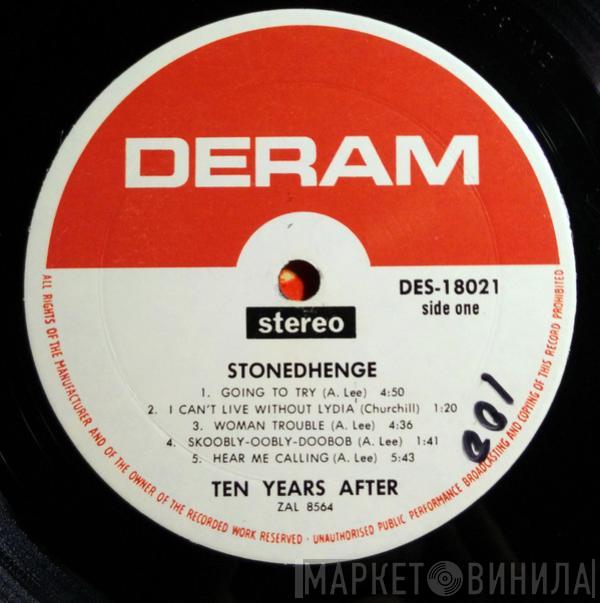 DERAM
DES-18021
side one
stereo
STONEDHENGE
1. GOING TO TRY (A. Lee) 4:50
2. I CAN'T LIVE WITHOUT LYDIA (Churchill) 1:20
3. WOMAN TROUBLE (A. Lee) 4:36
4. SKOOBLY-OOBLY-DOOBOB (A. Lee) 1:41
5. HEAR ME CALLING (A. Lee) 5:43
TEN YEARS AFTER
ZAL 8564
ALL RIGHTS OF THE MANUFACTURER AND OF THE OWNER OF THE RECORDED WORK RESERVED · UNAUTHORISED PUBLIC PERFORMANCE BROADCASTING AND COPYING OF THIS RECORD PROHIBITED
МАРКЕТ ВИНИЛА